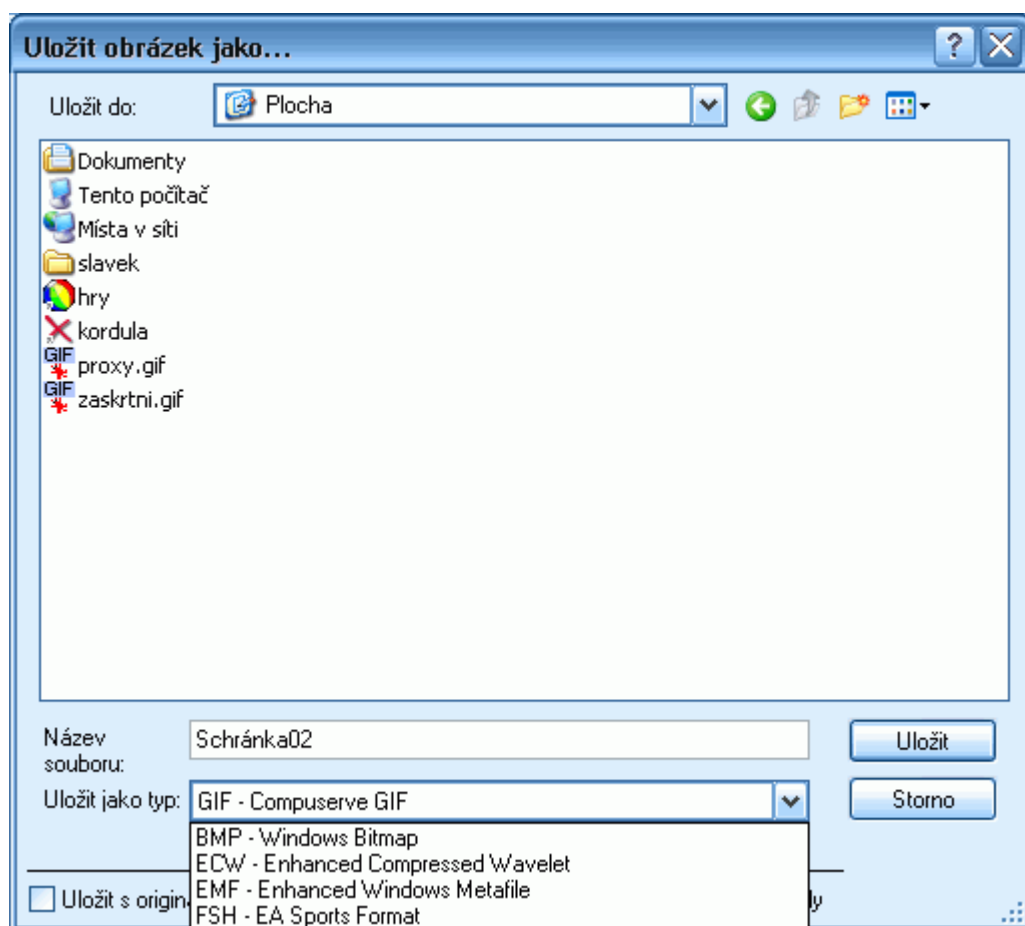 Uložit obrázek jako...
Uložit do: Plocha
Dokumenty
Tento počítač
Místa v síti
slavek
hry
kordula
GIF proxy.gif
GIF zaskrtni.gif
Název souboru: Schránka02 Uložit
Uložit jako typ: GIF - Compuserve GIF Storno
BMP - Windows Bitmap
ECW - Enhanced Compressed Wavelet
EMF - Enhanced Windows Metafile
Uložit s
FSH - EA Sports Format